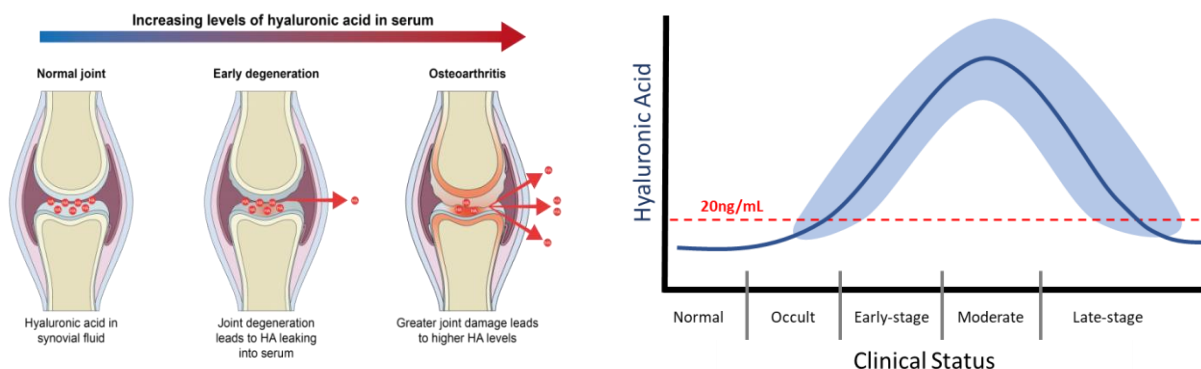 Increasing levels of hyaluronic acid in serum
Normal joint
Early degeneration
Osteoarthritis
Hyaluronic acid in
synovial fluid
Joint degeneration
leads to HA leaking
into serum
Greater joint damage leads
to higher HA levels
Hyaluronic Acid
20ng/mL
Normal
Occult
Early-stage
Moderate
Late-stage
Clinical Status